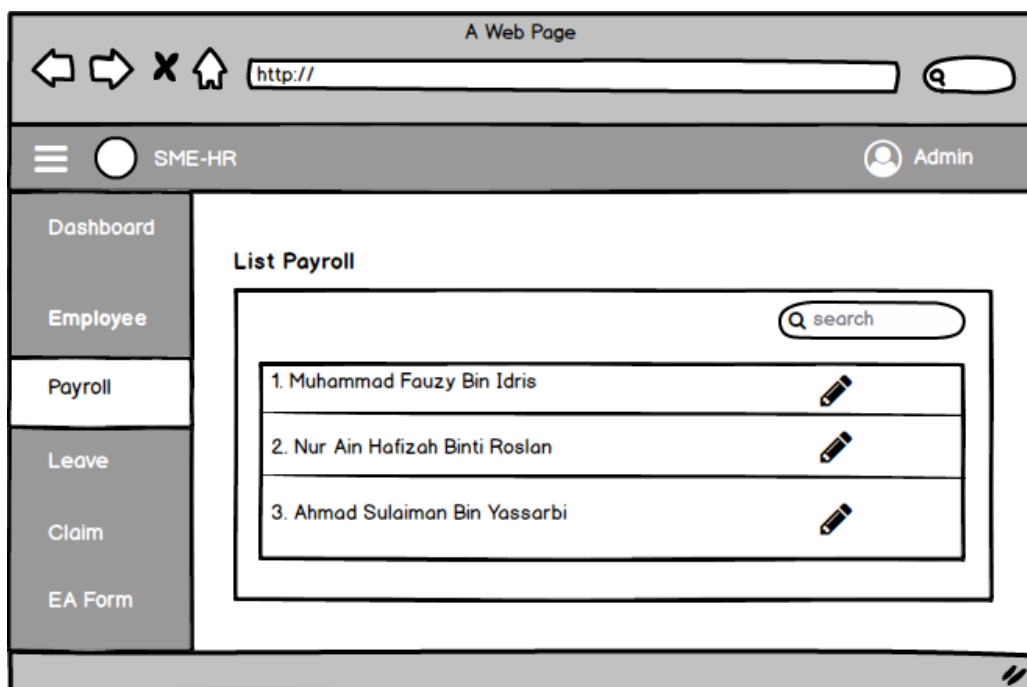 A Web Page
http://
SME-HR
Admin
Dashboard
Employee
Payroll
Leave
Claim
EA Form
List Payroll
search
1. Muhammad Fauzy Bin Idris
2. Nur Ain Hafizah Binti Roslan
3. Ahmad Sulaiman Bin Yassarbi